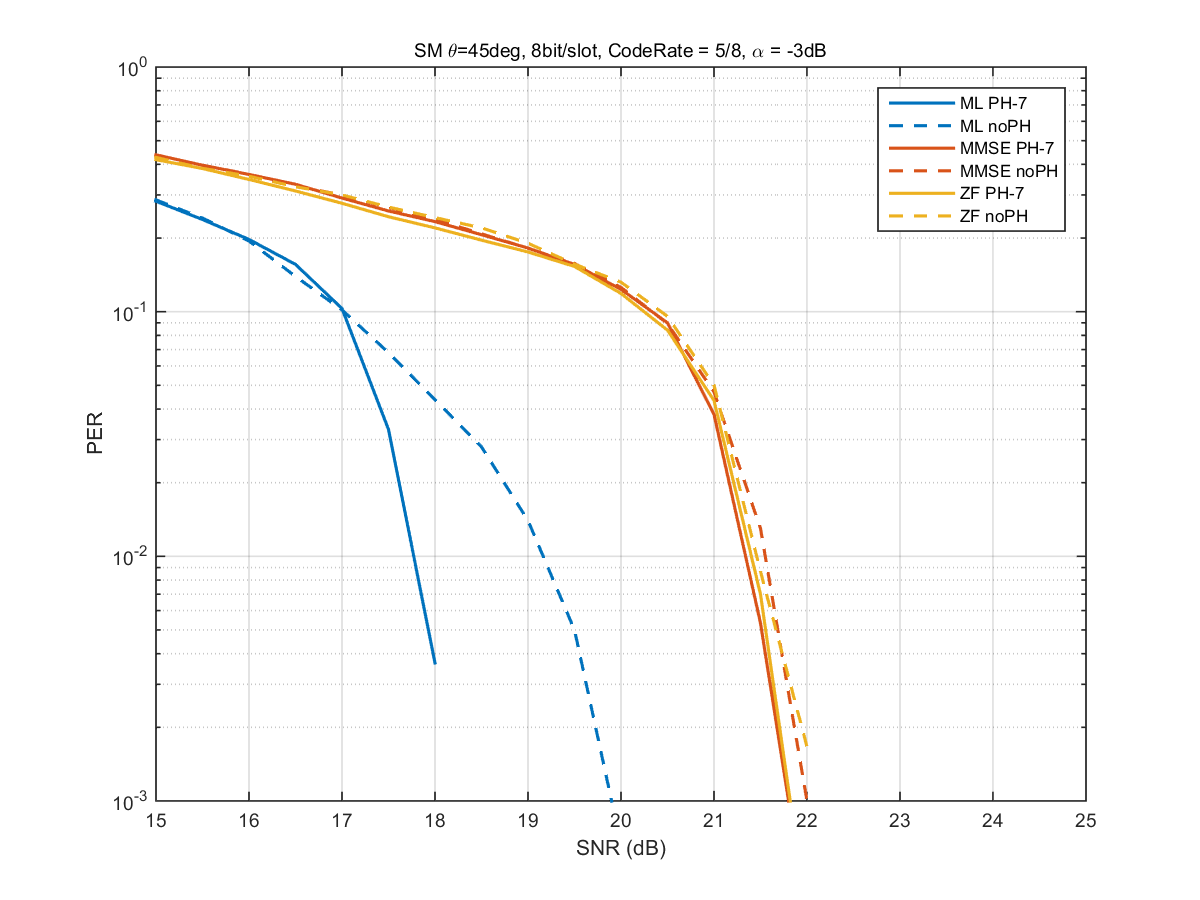 SM θ=45deg, 8bit/slot, CodeRate = 5/8, α = -3dB
10^0
10^-1
10^-2
10^-3
PER
ML PH-7
ML noPH
MMSE PH-7
MMSE noPH
ZF PH-7
ZF noPH
15 16 17 18 19 20 21 22 23 24 25
SNR (dB)